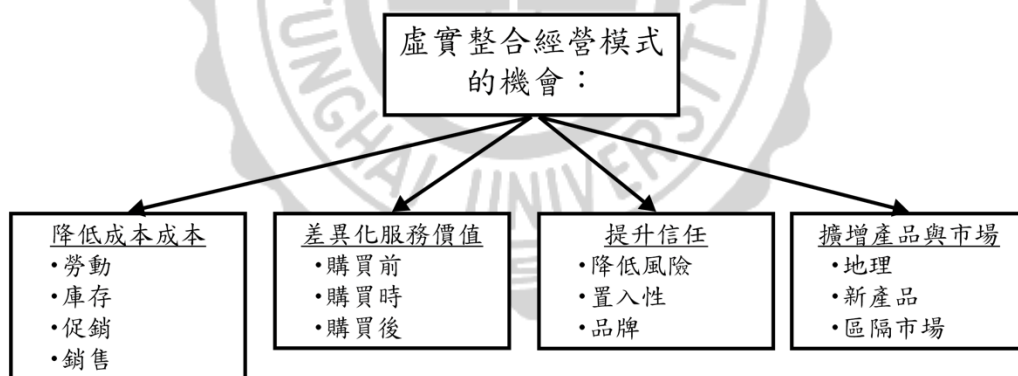 虛實整合經營模式
的機會：
降低成本成本
•勞動
•庫存
•促銷
•銷售
差異化服務價值
•購買前
•購買時
•購買後
提升信任
•降低風險
•置入性
•品牌
擴增產品與市場
•地理
•新產品
•區隔市場
UNGHAI UNIVERSITY